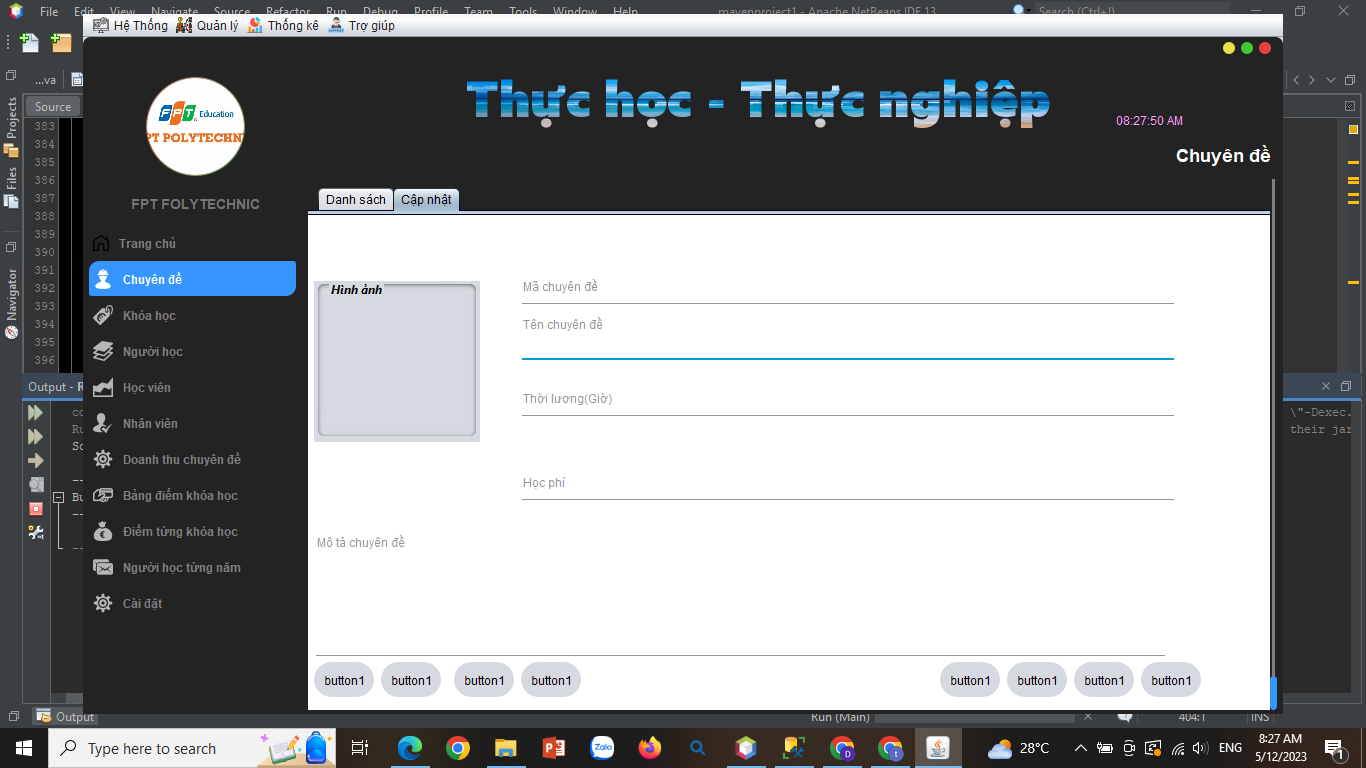 File Edit View Navigate Source Refactor Run Debug Profile Team Tools Window Help
mavenproject1 - Apache NetBeans IDE 13
Search (Ctrl+I)
Hệ Thống Quản lý Thống kê Trợ giúp
...va
Source
Projects
Files
Navigator
383
384
385
386
387
388
389
390
391
392
393
394
395
396
FPT Education
FPT POLYTECHNIC
Thực học - Thực nghiệp
08:27:50 AM
Chuyên đề
FPT FOLYTECHNIC
Trang chủ
Chuyên đề
Khóa học
Người học
Học viên
Nhân viên
Doanh thu chuyên đề
Bảng điểm khóa học
Điểm từng khóa học
Người học từng năm
Cài đặt
Danh sách Cập nhật
Hình ảnh
Mã chuyên đề
Tên chuyên đề
Thời lương(Giờ)
Học phí
Mô tả chuyên đề
button1 button1 button1 button1 button1 button1 button1 button1
Output - R
co
Ru
Sc
--
Bu
--
--
\"-Dexec.
their jar
Output
Run (Main)
404:1
INS
Type here to search
Zalo
28°C
ENG
8:27 AM
5/12/2023
1